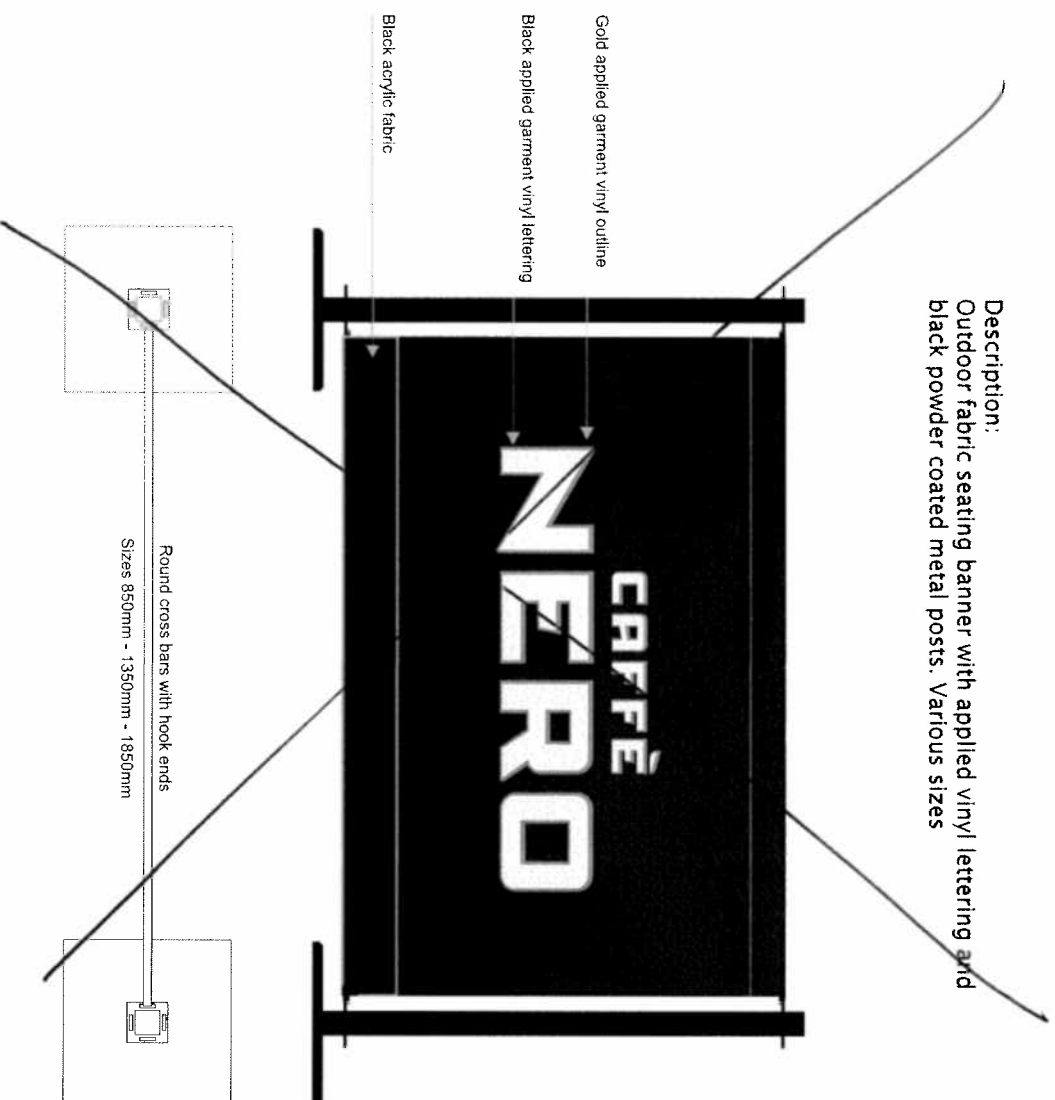 Description:
Outdoor fabric seating banner with applied vinyl lettering and
black powder coated metal posts. Various sizes
CAFFÈ
NERO
Gold applied garment vinyl outline
Black applied garment vinyl lettering
Black acrylic fabric
Round cross bars with hook ends
Sizes 850mm - 1350mm - 1850mm